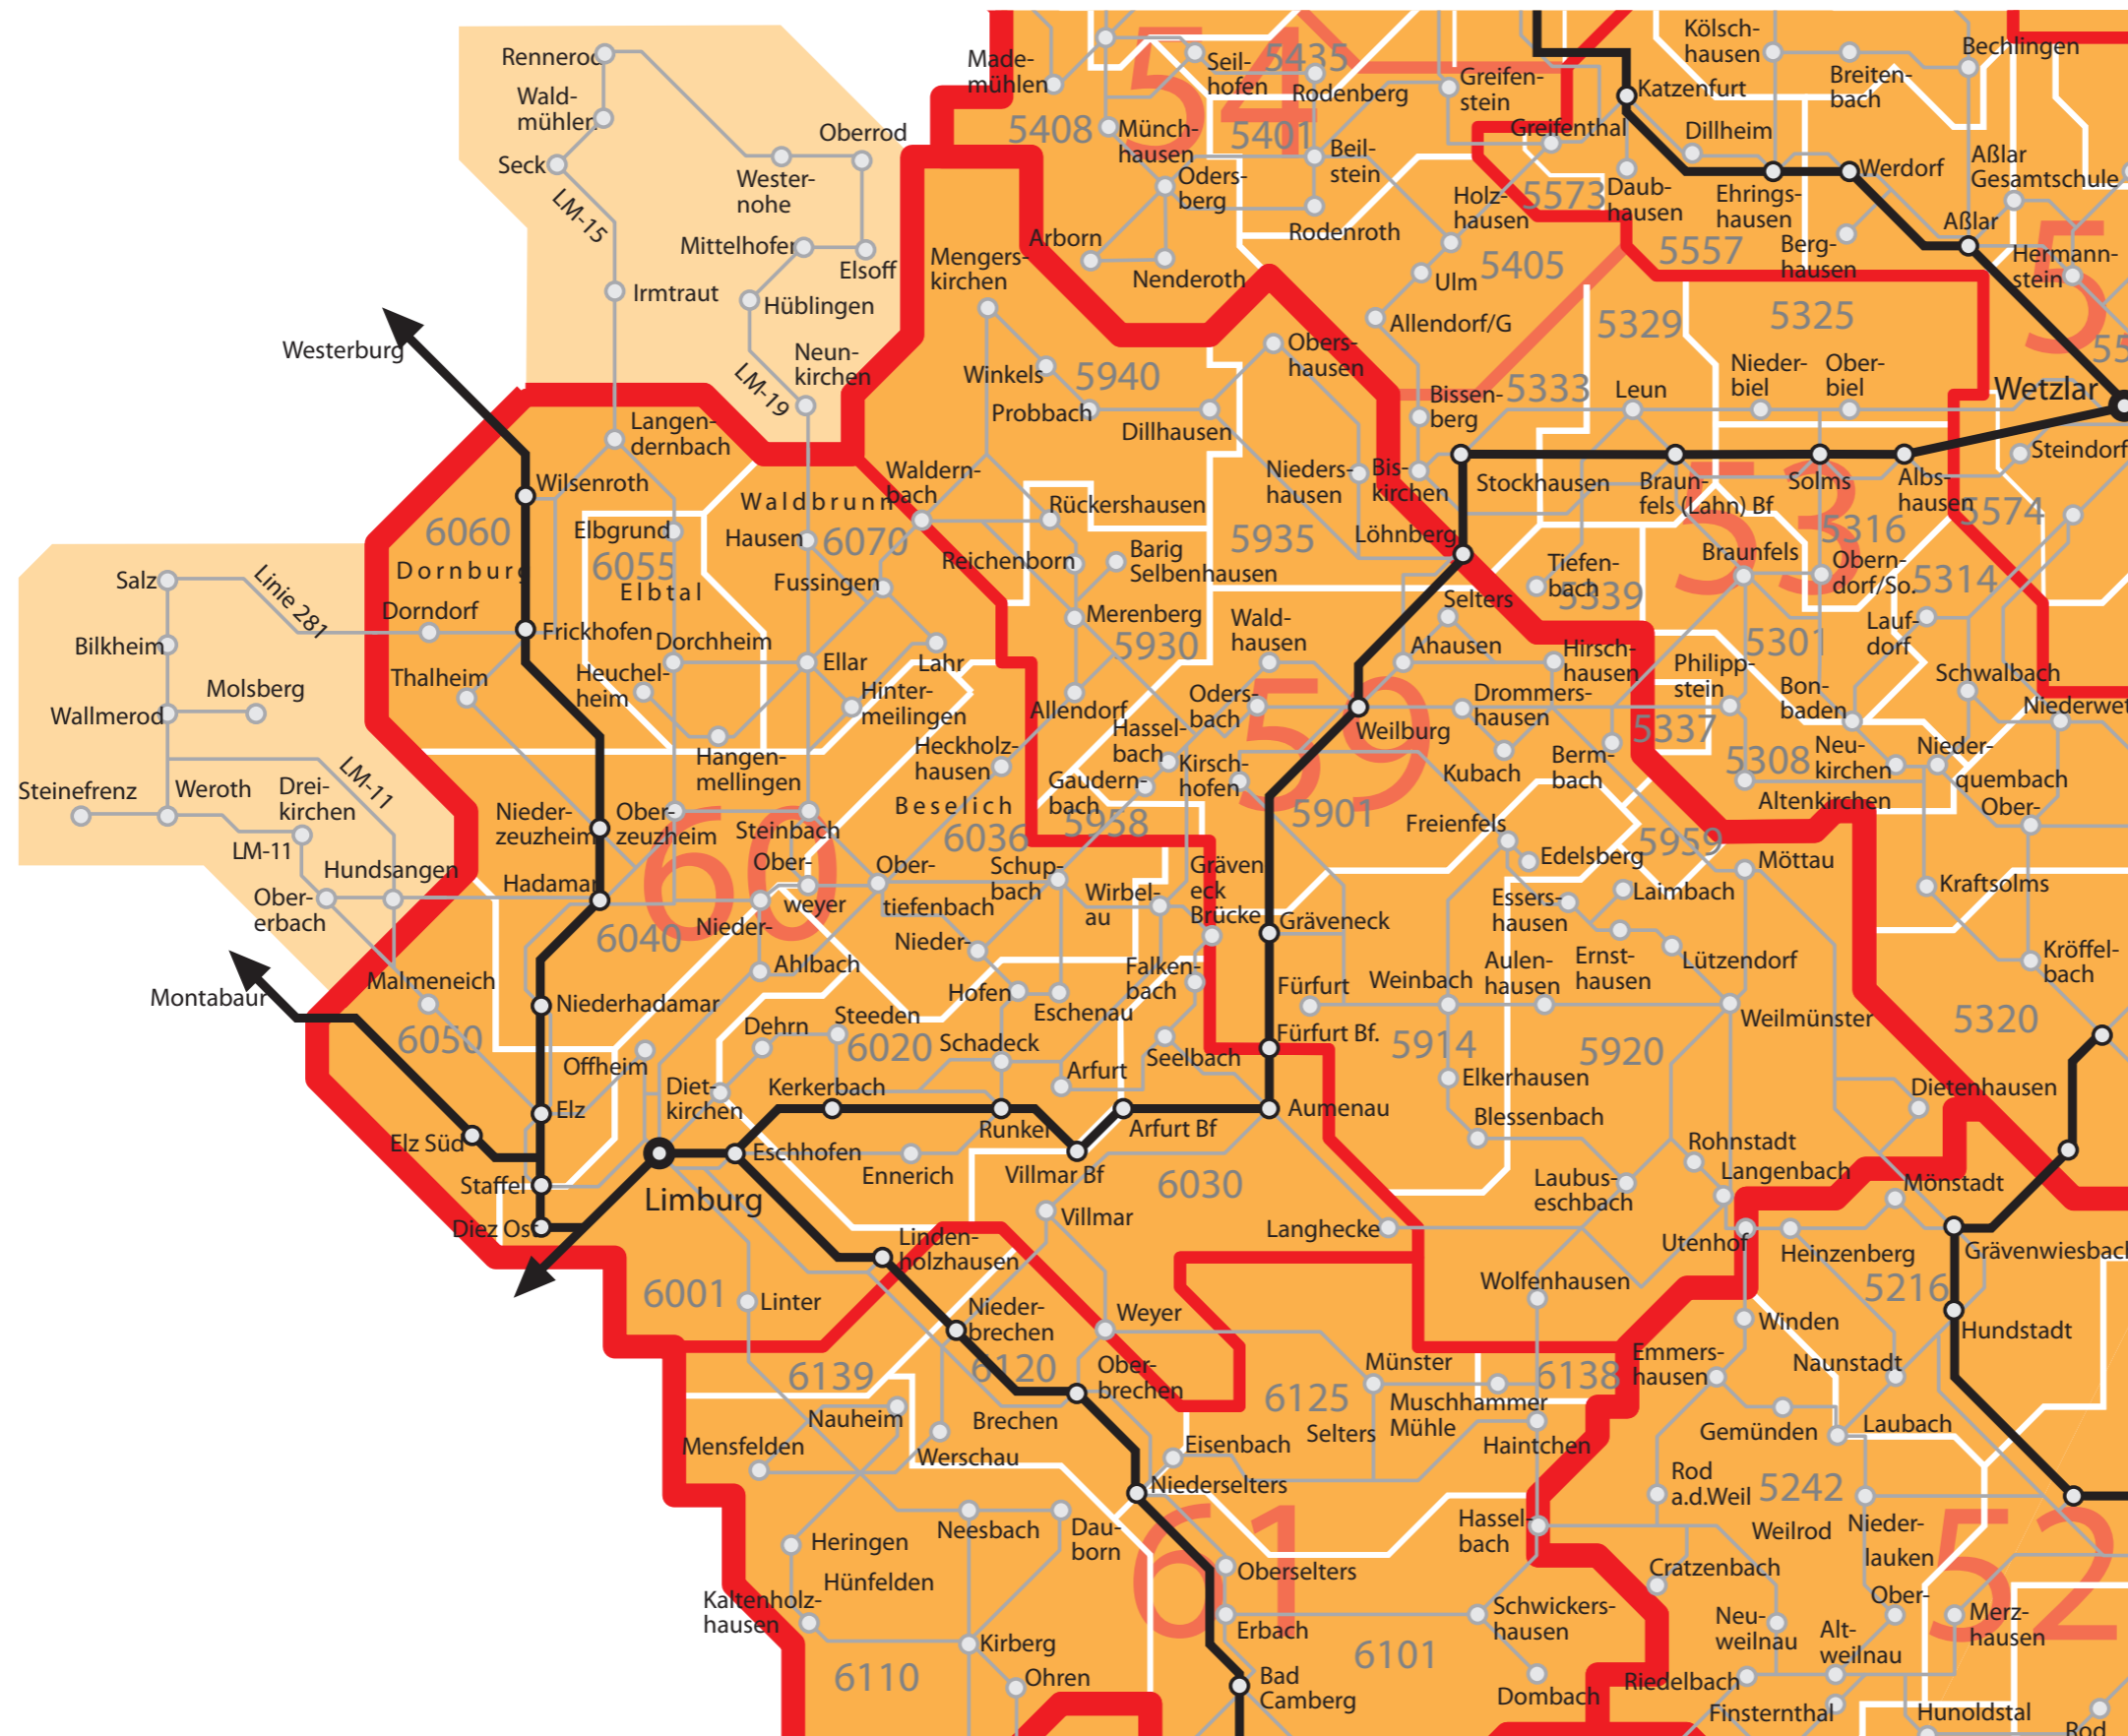 Rennerod
Wald-
mühlen
Seck
LM-15
Irmtraut
Oberrod
Wester-
nohe
Mittelhofen
Elsoff
Hüblingen
Neun-
kirchen
LM-19
Westerburg
Made-
mühlen
54
5408
Seil-
hofen
5435
Rodenberg
Münch-
hausen
5401
Beil-
stein
Oders-
berg
Rodenroth
Arborn
Nenderoth
Greifen-
stein
Greifenthal
Holz-
hausen
5573
5405
Ulm
Allendorf/G
Katzenfurt
Kölsch-
hausen
Breiten-
bach
Bechlingen
Dillheim
Daub-
hausen
Ehrings-
hausen
Werdorf
Aßlar
Gesamtschule
Aßlar
5557
Berg-
hausen
Hermann-
stein
5
55
Mengers-
kirchen
Winkels
5940
Probbach
Dillhausen
Obers-
hausen
Nieders-
hausen
Bissen-
berg
Bis-
kirchen
5333
5329
5325
Leun
Nieder-
biel
Ober-
biel
Wetzlar
Steindorf
Stockhausen
Braun-
fels (Lahn) Bf
Solms
Albs-
hausen
53
5316
5574
Löhnberg
Braunfels
Obern-
dorf/So.
5314
Tiefen-
bach
5339
Lauf-
dorf
Langen-
dernbach
Wilsenroth
6060
Dornburg
Dorndorf
Elbgrund
6055
Elbtal
Waldbrunn
Waldern-
bach
Hausen
6070
Fussingen
Rückershausen
Reichenborn
Barig
Selbenhausen
5935
Merenberg
5930
Allendorf
Wald-
hausen
Selters
Ahausen
Hirsch-
hausen
Philipp-
stein
5301
Bon-
baden
Schwalbach
Niederwet
Frickhofen
Thalheim
Dorchheim
Heuchel-
heim
Ellar
Lahr
Hinter-
meilingen
Hangen-
mellingen
Salz
Linie 281
Bilkheim
Molsberg
Wallmerod
Steinefrenz
Weroth
Drei-
kirchen
LM-11
LM-11
Hundsangen
Ober-
erbach
Oders-
bach
59
Weilburg
Drommers-
hausen
Kubach
Berm-
bach
5337
5308
Neu-
kirchen
Nieder-
quembach
Ober-
Altenkirchen
Hassel-
bach
Kirsch-
hofen
Heckholz-
hausen
Gaudern-
bach
5958
Beselich
6036
5901
Freienfels
Edelsberg
5959
Möttau
Laimbach
Essers-
hausen
Kraftsolms
Nieder-
zeuzheim
Ober-
zeuzheim
Steinbach
60
Hadamar
6040
Ober-
weyer
Nieder-
Ober-
tiefenbach
Nieder-
Schup-
bach
Wirbel-
au
Gräven
eck
Brücke
Gräveneck
Ahlbach
Hofen
Eschenau
Falken-
bach
Fürfurt
Weinbach
Aulen-
hausen
Ernst-
hausen
Lützendorf
Kröffel-
bach
Malmeneich
Montabaur
6050
Niederhadamar
Dehrn
Steeden
6020
Schadeck
Seelbach
Fürfurt Bf.
5914
5920
Weilmünster
5320
Offheim
Diet-
kirchen
Kerkerbach
Arfurt
Elkerhausen
Dietenhausen
Elz
Elz Süd
Runkel
Arfurt Bf
Aumenau
Blessenbach
Eschhofen
Ennerich
Villmar Bf
6030
Rohnstadt
Langenbach
Laubus-
eschbach
Mönstadt
Staffel
Limburg
Diez Ost
Villmar
Langhecke
Linden-
holzhausen
Utenhof
Heinzenberg
Grävenwiesbach
6001
Linter
Wolfenhausen
5216
Nieder-
brechen
Weyer
Winden
Hundstadt
6139
6120
Ober-
brechen
Münster
6138
Emmers-
hausen
Naunstadt
Nauheim
Brechen
6125
Selters
Muschhammer
Mühle
Haintchen
Gemünden
Laubach
Mensfelden
Werschau
Eisenbach
Niederselters
Rod
a.d.Weil
5242
Neesbach
Dau-
born
61
Hassel-
bach
Weilrod
Nieder-
lauken
Ober-
52
Heringen
Hünfelden
Oberselters
Cratzenbach
Kaltenholz-
hausen
Kirberg
Erbach
Schwickers-
hausen
Neu-
weilnau
Alt-
weilnau
Merz-
hausen
6110
Ohren
6101
Bad
Camberg
Dombach
Riedelbach
Finsternthal
Hunoldstal
Rod